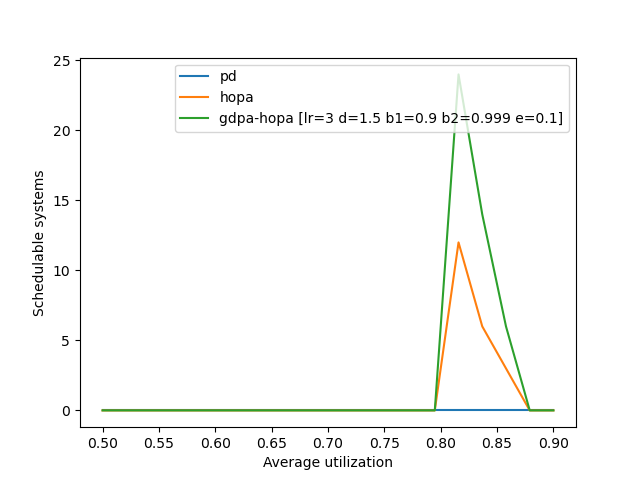 pd
hopa
gdpa-hopa [lr=3 d=1.5 b1=0.9 b2=0.999 e=0.1]
Schedulable systems
25
20
15
10
5
0
0.50 0.55 0.60 0.65 0.70 0.75 0.80 0.85 0.90
Average utilization